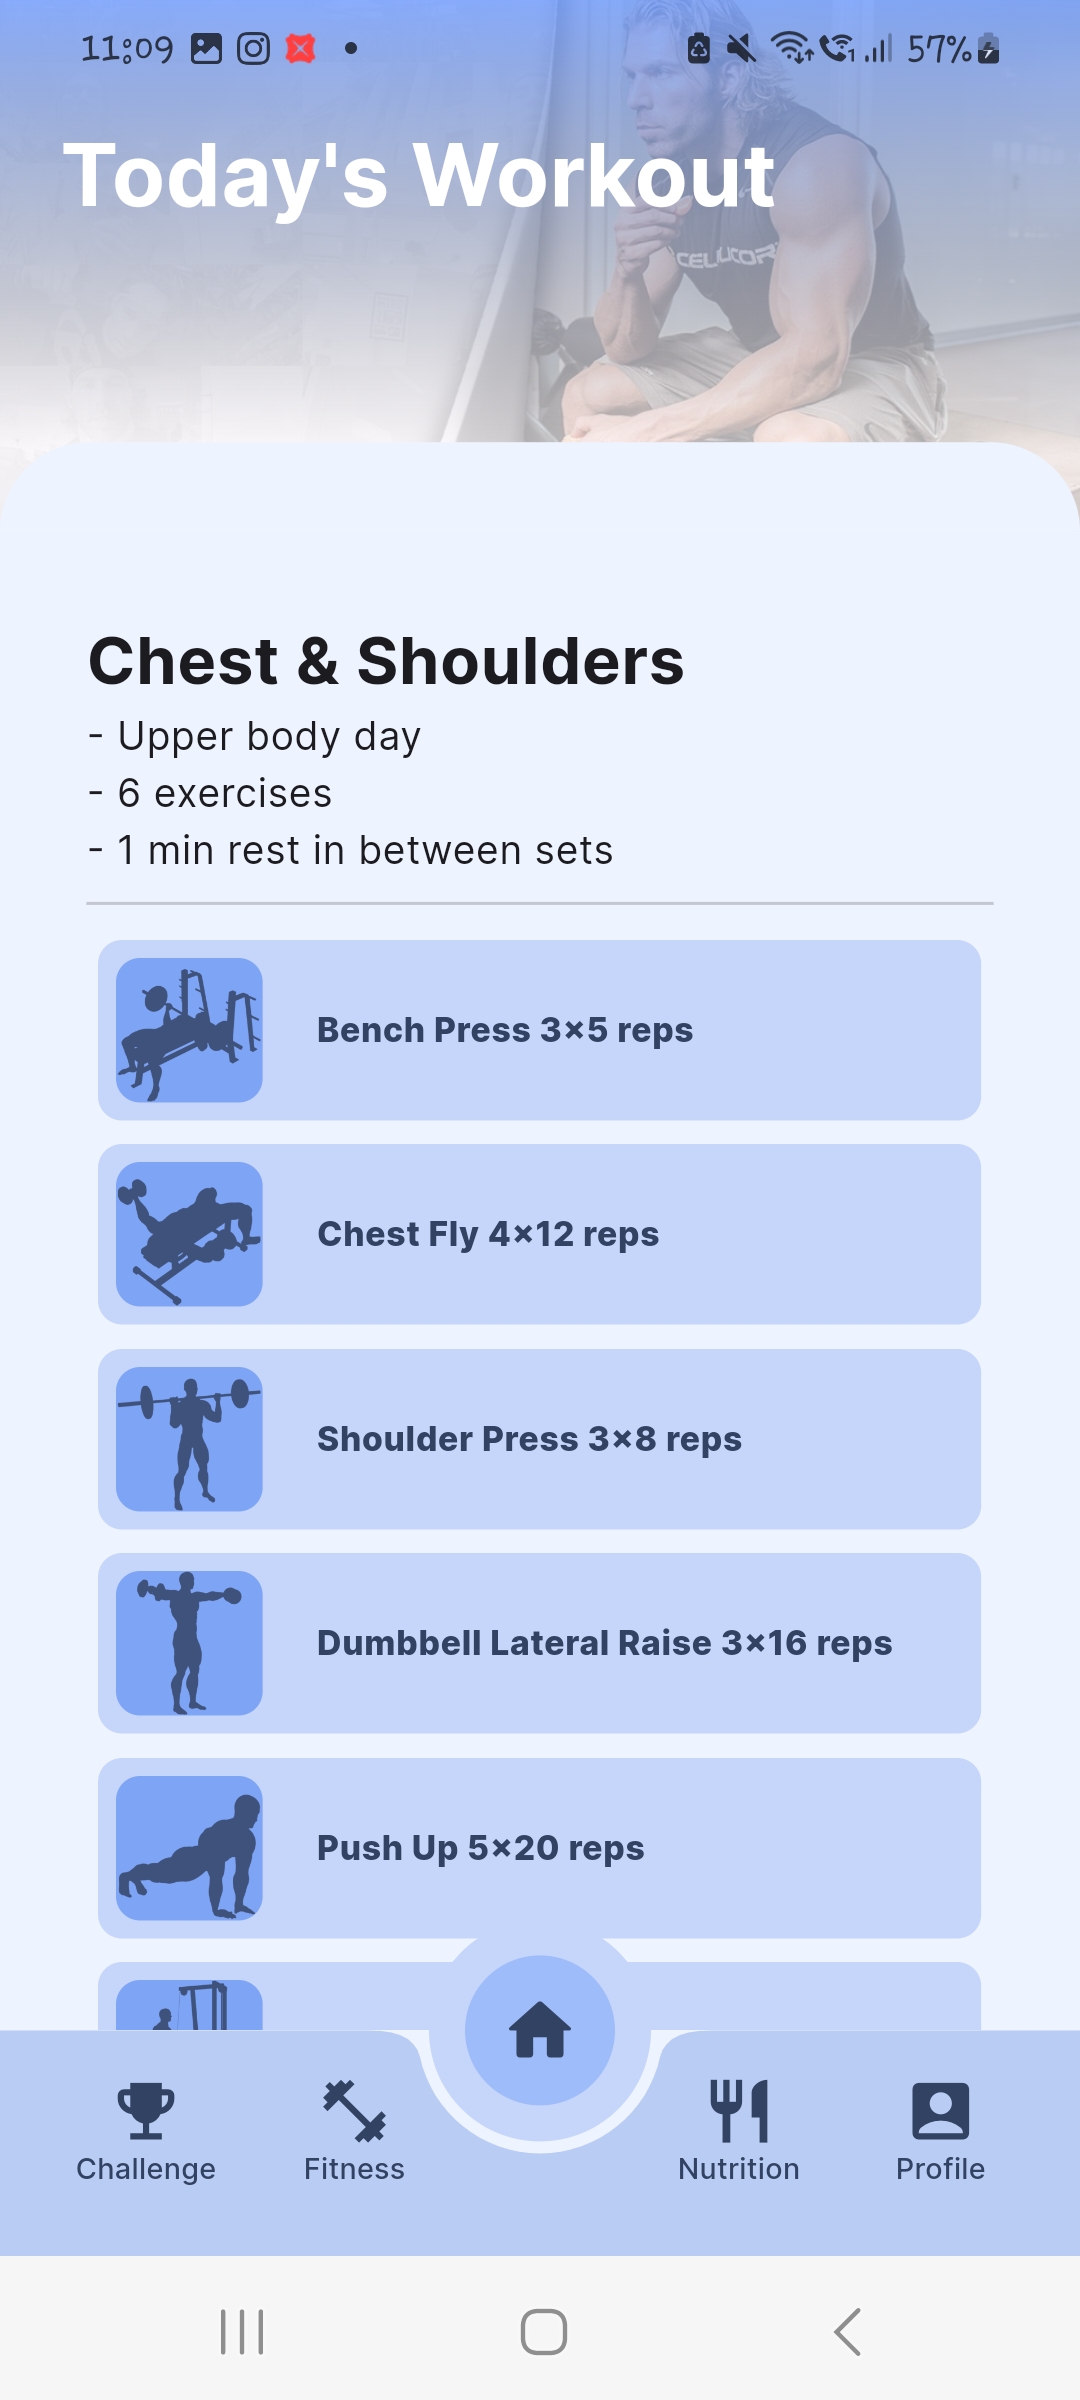 11:09
57%
Today's Workout
CELLUCOR
Chest & Shoulders
- Upper body day
- 6 exercises
- 1 min rest in between sets
Bench Press 3×5 reps
Chest Fly 4×12 reps
Shoulder Press 3×8 reps
Dumbbell Lateral Raise 3×16 reps
Push Up 5×20 reps
Challenge
Fitness
Nutrition
Profile